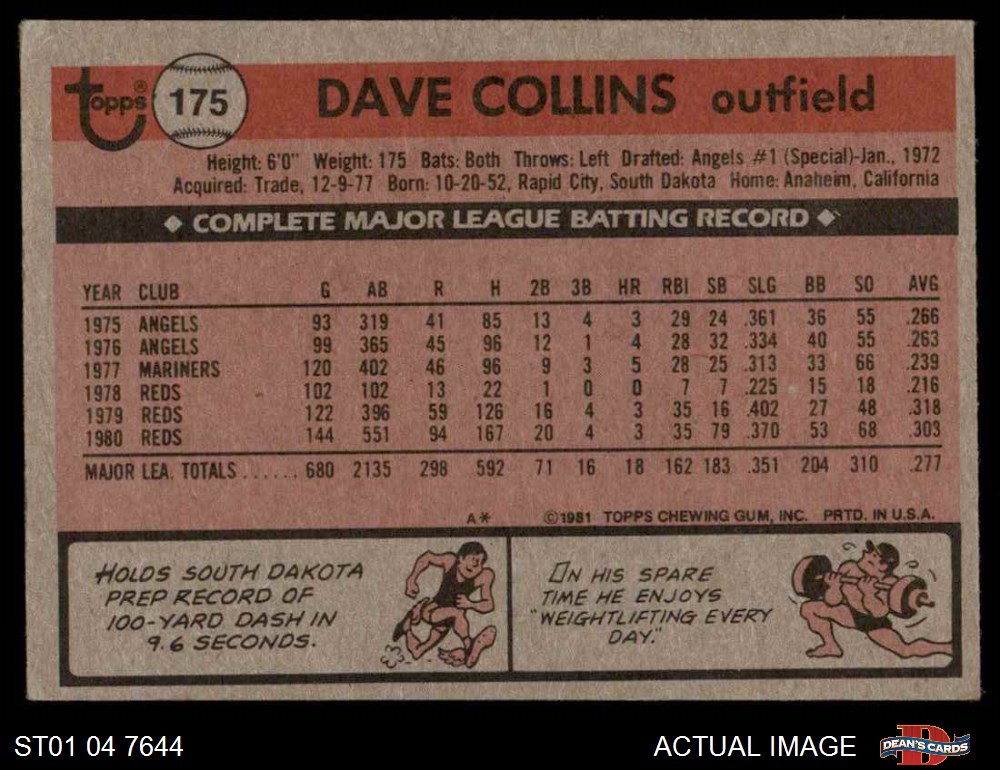 topps® 175 DAVE COLLINS outfield
Height: 6'0" Weight: 175 Bats: Both Throws: Left Drafted: Angels #1 (Special)-Jan., 1972
Acquired: Trade, 12-9-77 Born: 10-20-52, Rapid City, South Dakota Home: Anaheim, California
◆ COMPLETE MAJOR LEAGUE BATTING RECORD ◆
YEAR CLUB G AB R H 2B 3B HR RBI SB SLG BB SO AVG
1975 ANGELS 93 319 41 85 13 4 3 29 24 .361 36 55 .266
1976 ANGELS 99 365 45 96 12 1 4 28 32 .334 40 55 .263
1977 MARINERS 120 402 46 96 9 3 5 28 25 .313 33 66 .239
1978 REDS 102 102 13 22 1 0 0 7 7 .225 15 18 .216
1979 REDS 122 396 59 126 16 4 3 35 16 .402 27 48 .318
1980 REDS 144 551 94 167 20 4 3 35 79 .370 53 68 .303
MAJOR LEA. TOTALS ...... 680 2135 298 592 71 16 18 162 183 .351 204 310 .277
A* ©1981 TOPPS CHEWING GUM, INC. PRTD. IN U.S.A.
HOLDS SOUTH DAKOTA
PREP RECORD OF
100-YARD DASH IN
9.6 SECONDS.
IN HIS SPARE
TIME HE ENJOYS
"WEIGHTLIFTING EVERY
DAY."
ST01 04 7644 ACTUAL IMAGE DEAN'S CARDS